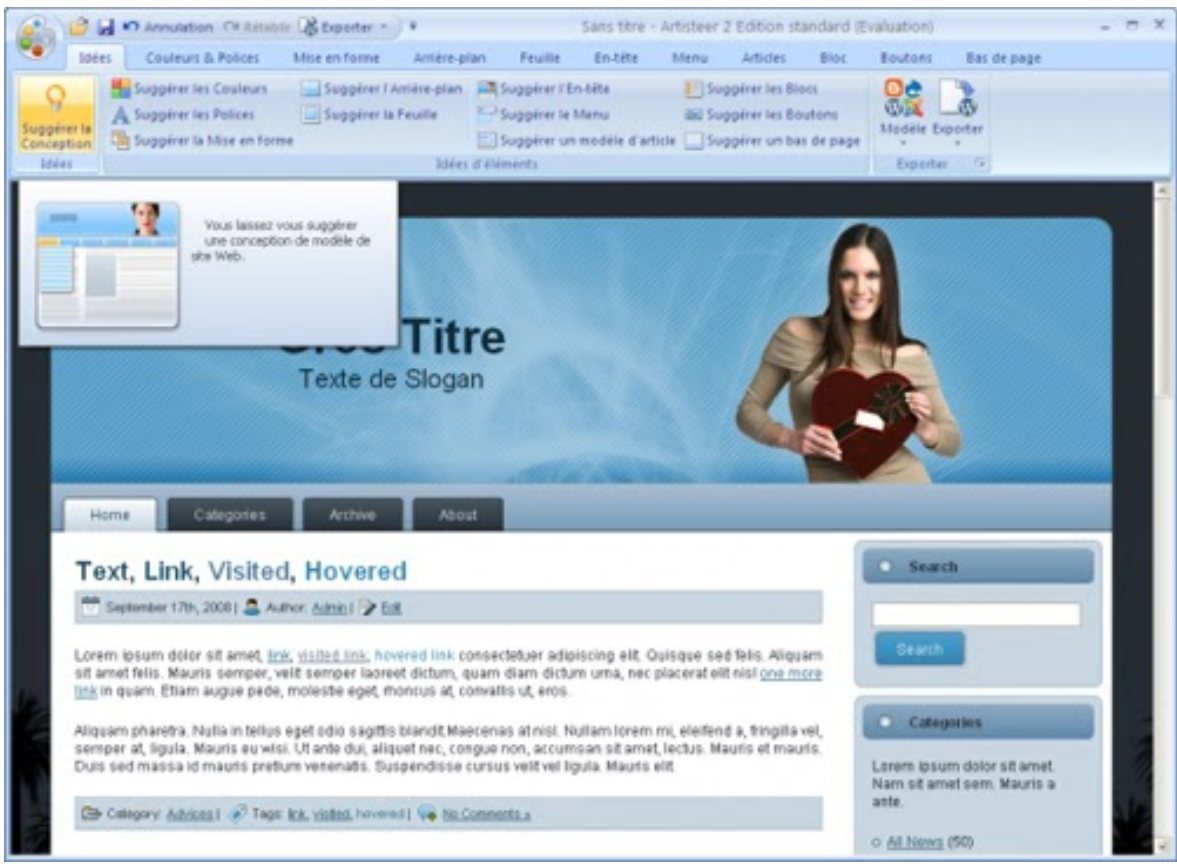 Annulation Rétablir Exporter Sans titre - Artisteer 2 Edition standard (Evaluation)
Idées Couleurs & Polices Mise en forme Arrière-plan Feuille En-tête Menu Articles Bloc Boutons Bas de page
Suggérer la Conception
Suggérer les Couleurs Suggérer l'Arrière-plan Suggérer l'En-tête Suggérer les Blocs
Suggérer les Polices Suggérer la Feuille Suggérer le Menu Suggérer les Boutons
Suggérer la Mise en forme Suggérer un modèle d'article Suggérer un bas de page
Modèle Exporter
Idées Idées d'éléments Exporter
Vous laissez vous suggérer
une conception de modèle de
site Web.
Titre
Texte de Slogan
Home Categories Archive About
Text, Link, Visited, Hovered
September 17th, 2008 | Author: Admin | Edit
Lorem ipsum dolor sit amet, link, visited link, hovered link consectetuer adipiscing elit. Quisque sed felis. Aliquam
sit amet felis. Mauris semper, velit semper laoreet dictum, quam diam dictum urna, nec placerat elit nisl one more
link in quam. Etiam augue pede, molestie eget, rhoncus at, convallis ut, eros.
Aliquam pharetra. Nulla in tellus eget odio sagittis blandit. Maecenas at nisl. Nullam lorem mi, eleifend a, fringilla vel,
semper at, ligula. Mauris eu wisi. Ut ante dui, aliquet nec, congue non, accumsan sit amet, lectus. Mauris et mauris.
Duis sed massa id mauris pretium venenatis. Suspendisse cursus velit vel ligula. Mauris elit
Category: Advices | Tags: link, visited, hovered | No Comments »
Search
Search
Categories
Lorem ipsum dolor sit amet.
Nam sit amet sem. Mauris a
ante.
All News (50)